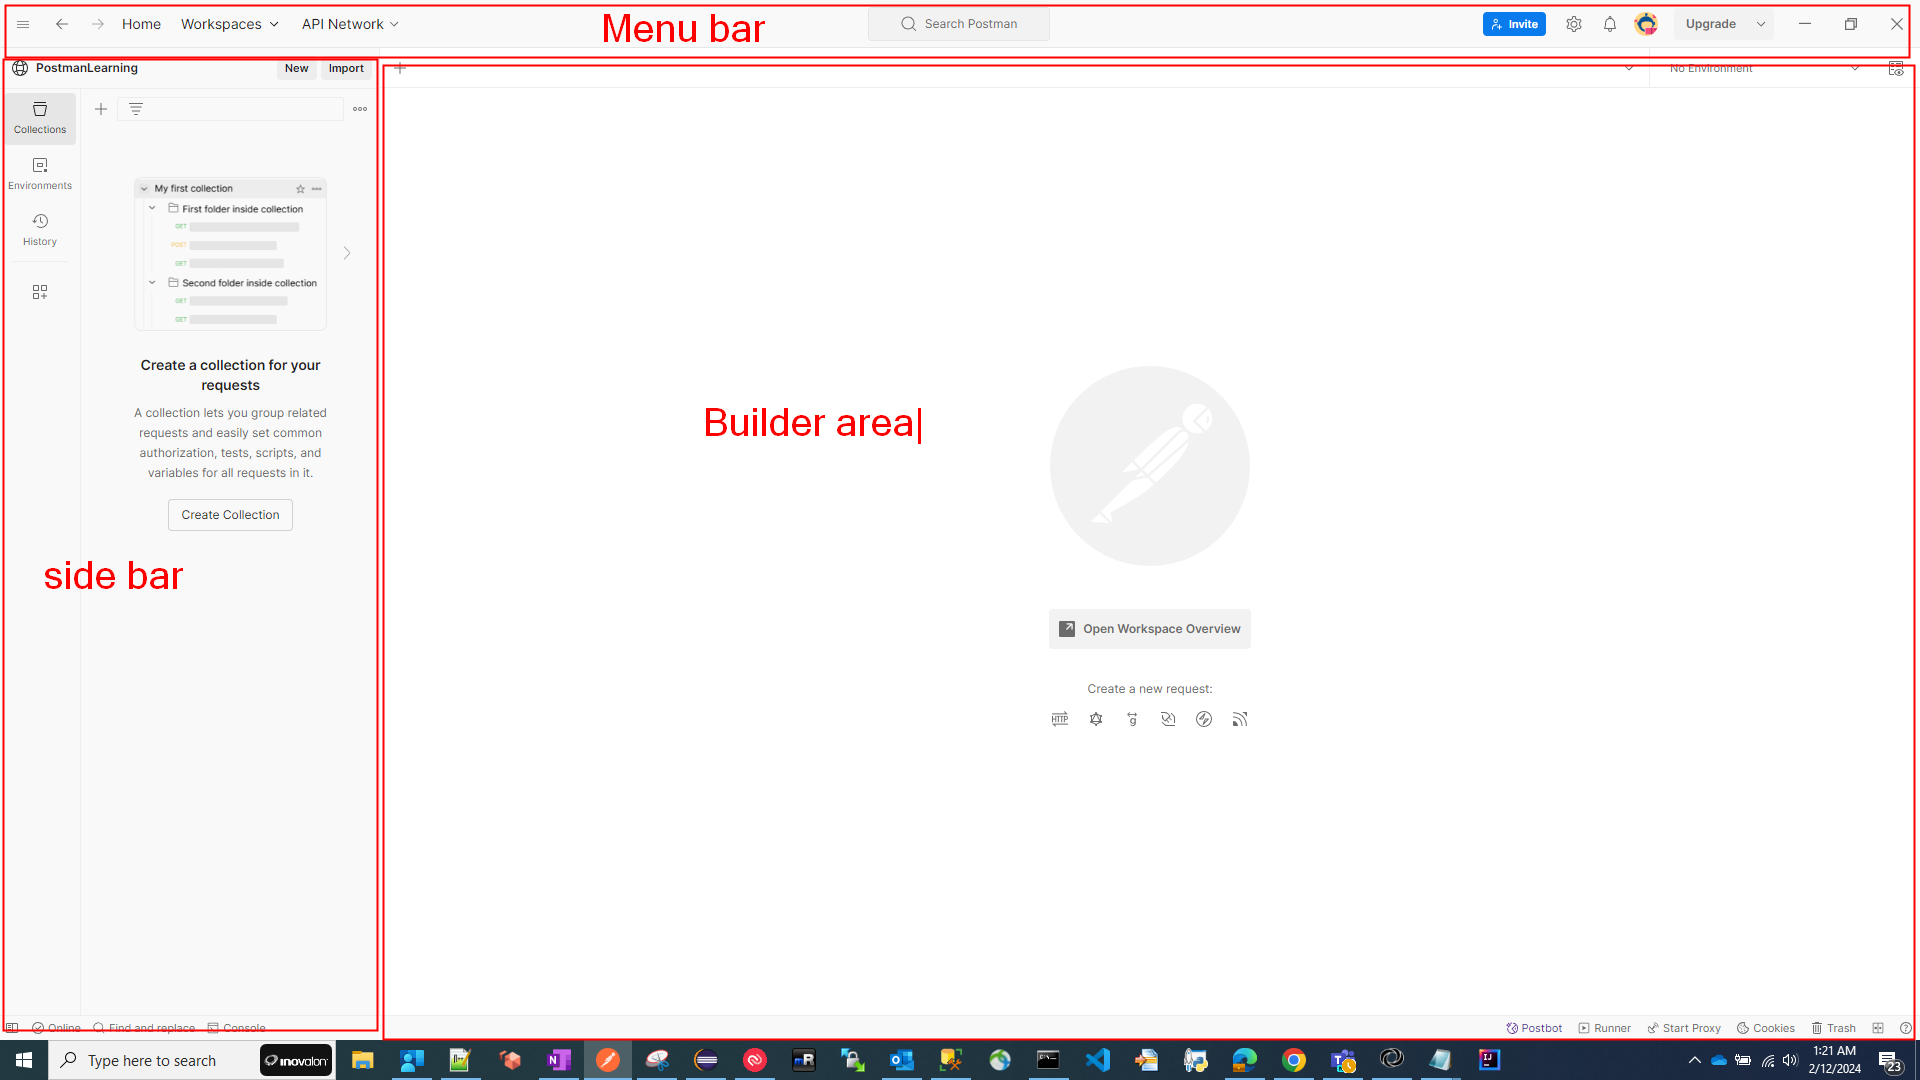 Home Workspaces API Network Menu bar Search Postman Invite Upgrade
PostmanLearning New Import No Environment
Collections
Environments
History
My first collection
First folder inside collection
GET
POST
GET
Second folder inside collection
GET
GET
Create a collection for your
requests
A collection lets you group related
requests and easily set common
authorization, tests, scripts, and
variables for all requests in it.
Create Collection
side bar
Builder area
Open Workspace Overview
Create a new request:
HTTP
g
Online Find and replace Console Postbot Runner Start Proxy Cookies Trash
Type here to search inovalon 1:21 AM
2/12/2024 23